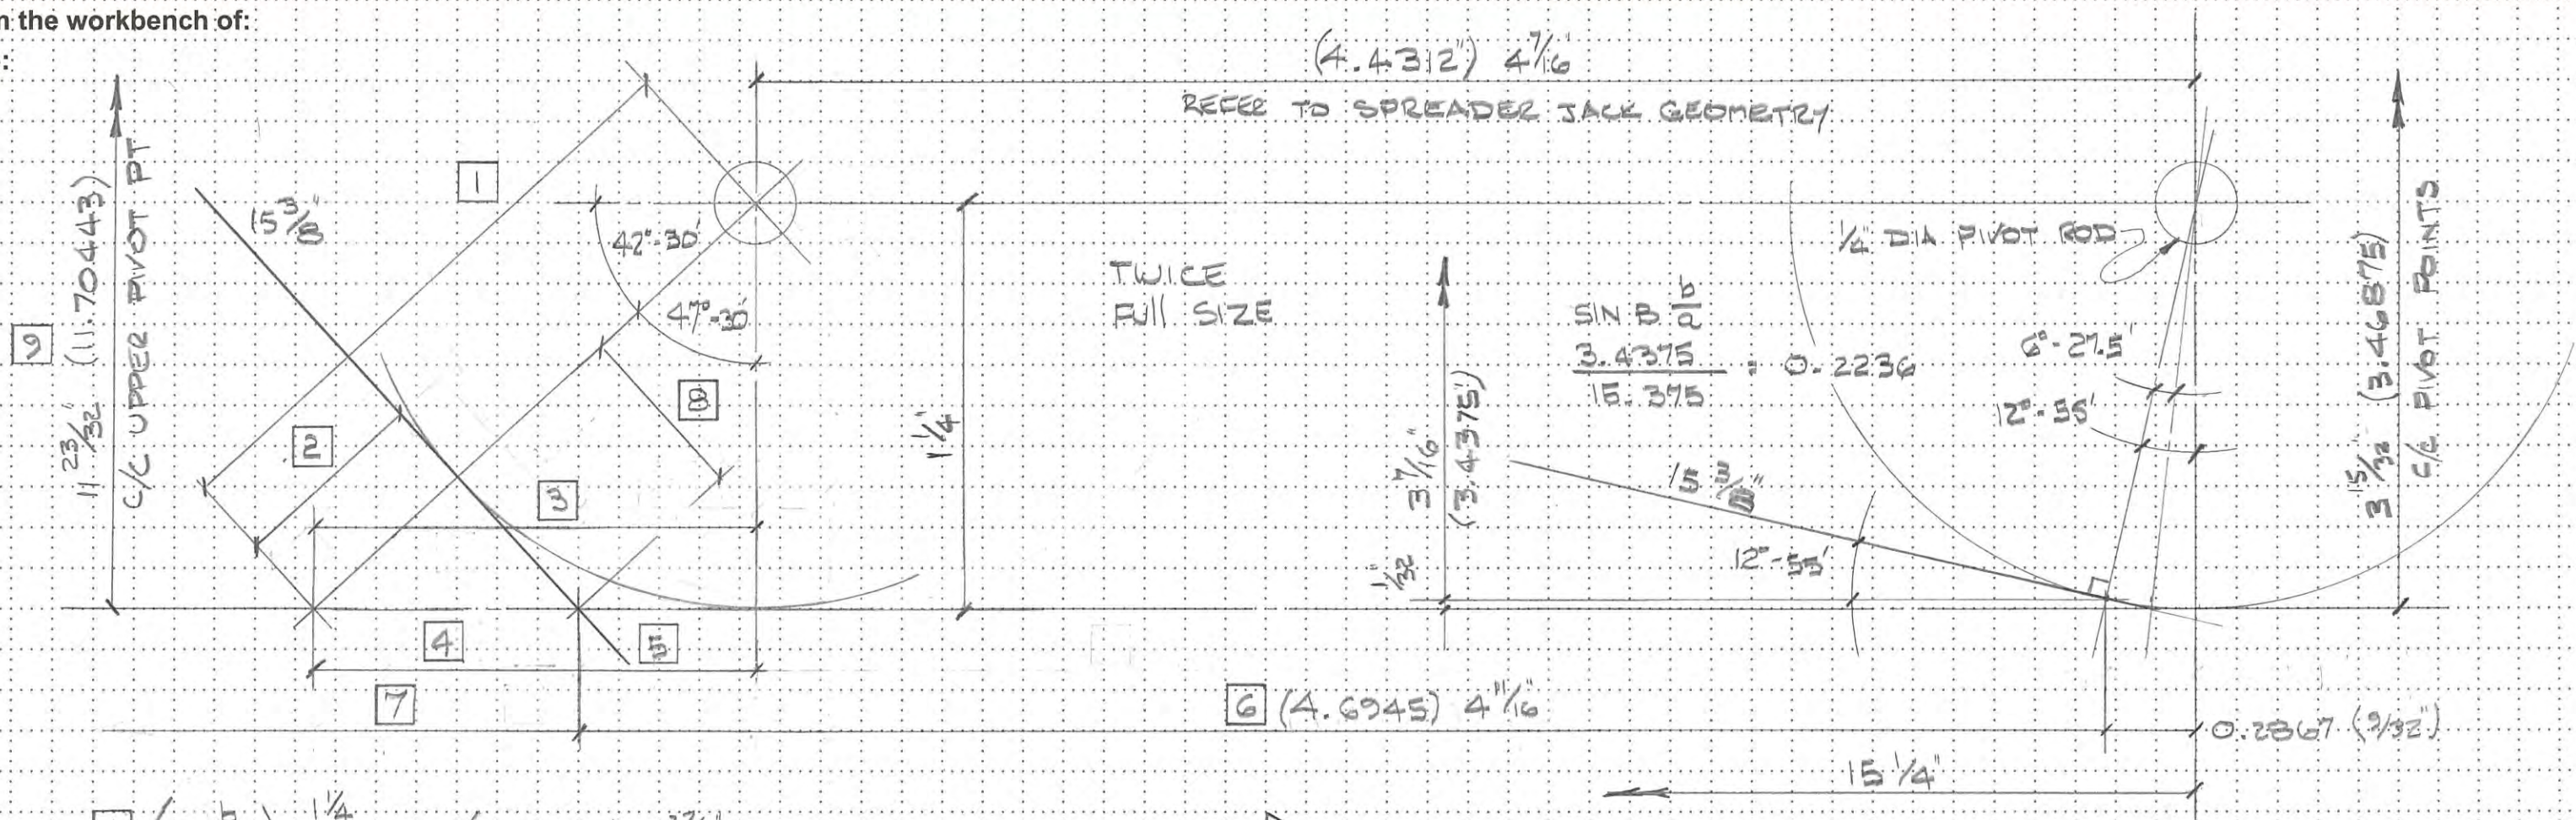 n the workbench of:
:
(4.4312") 4 7/16"
REFER TO SPREADER JACK GEOMETRY
1
15 3/8"
42°-30'
47°-30'
9
11 23/32" (11.704443)
C/C UPPER PIVOT PT
2
8
3
4
5
7
1 1/4"
TWICE
FULL SIZE
SIN B b/a
3.4375
15.375
= 0.2236
1/4" DIA PIVOT ROD
6°-27.5'
12°-55'
3 15/32" (3.46875)
C/C PIVOT POINTS
3 7/16"
(3.4375)
1/32"
15 3/8"
12°-55'
6 (4.6945) 4 11/16"
0.2867 (9/32")
15 1/4"
b
1 1/4